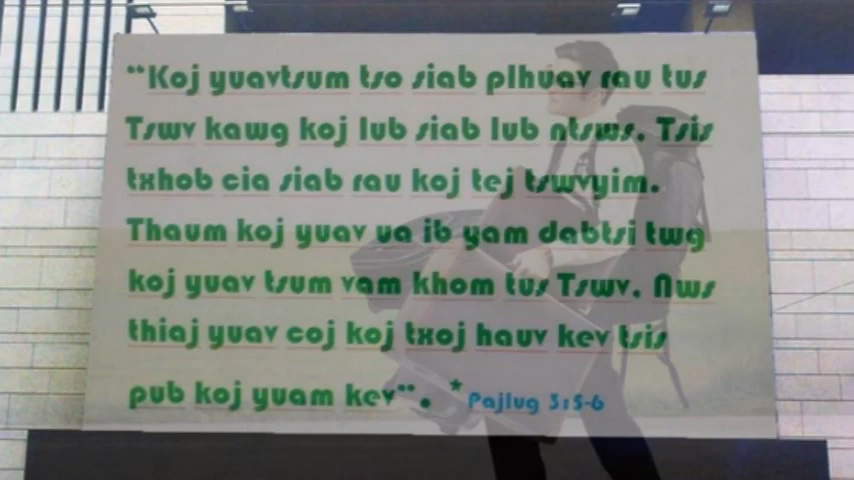 “Koj yuavtsum tso siab plhuav rau tus
Tswv kawg koj lub siab lub ntsws. Tsis
txhob cia siab rau koj tej tswvyim.
Thaum koj yuav ua ib yam dabtsi twg
koj yuav tsum vam khom tus Tswv. Nws
thiaj yuav coj koj txoj hauv kev tsis
pub koj yuam kev”. *Pajlug 3:5-6